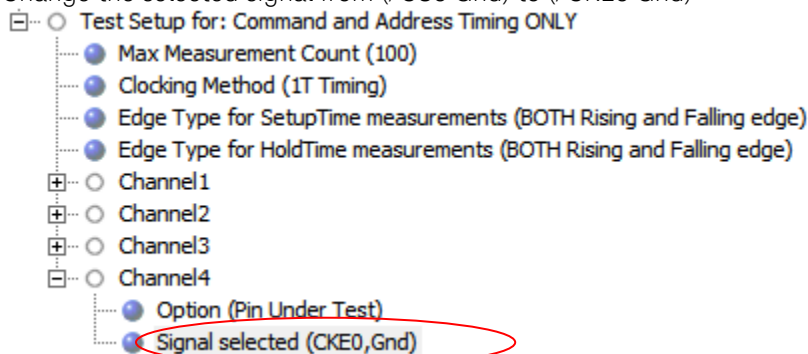 Test Setup for: Command and Address Timing ONLY
Max Measurement Count (100)
Clocking Method (1T Timing)
Edge Type for SetupTime measurements (BOTH Rising and Falling edge)
Edge Type for HoldTime measurements (BOTH Rising and Falling edge)
Channel1
Channel2
Channel3
Channel4
Option (Pin Under Test)
Signal selected (CKE0,Gnd)